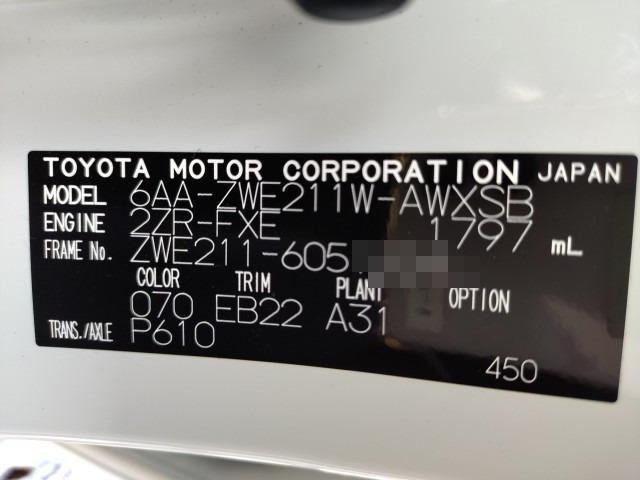 TOYOTA MOTOR CORPORATION JAPAN
MODEL 6AA-ZWE211W-AWXSB
ENGINE 2ZR-FXE 1797 mL
FRAME No. ZWE211-605
COLOR TRIM PLANT OPTION
070 EB22 A31
TRANS./AXLE P610
450